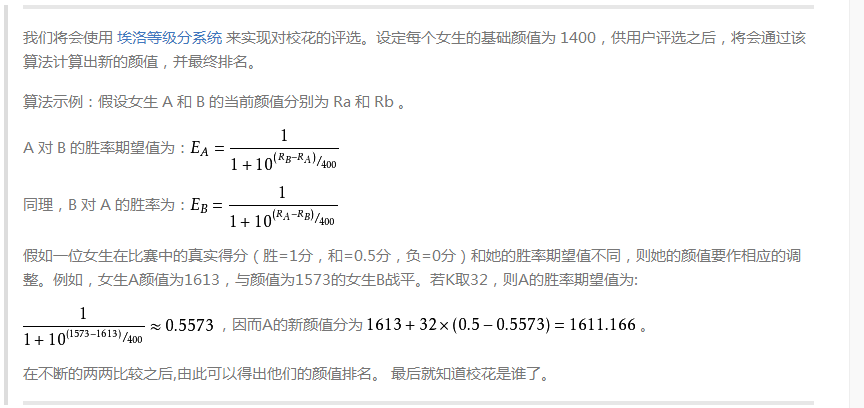 我们将会使用 埃洛等级分系统 来实现对校花的评选。设定每个女生的基础颜值为 1400，供用户评选之后，将会通过该
算法计算出新的颜值，并最终排名。
算法示例：假设女生 A 和 B 的当前颜值分别为 Ra 和 Rb 。
A 对 B 的胜率期望值为：E_A = 1 / (1 + 10^((R_B−R_A)/400))
同理，B 对 A 的胜率为：E_B = 1 / (1 + 10^((R_A−R_B)/400))
假如一位女生在比赛中的真实得分（胜=1分，和=0.5分，负=0分）和她的胜率期望值不同，则她的颜值要作相应的调
整。例如，女生A颜值为1613，与颜值为1573的女生B战平。若K取32，则A的胜率期望值为:
1 / (1 + 10^((1573−1613)/400)) ≈ 0.5573 ，因而A的新颜值分为 1613 + 32 × (0.5 − 0.5573) = 1611.166 。
在不断的两两比较之后,由此可以得出他们的颜值排名。 最后就知道校花是谁了。